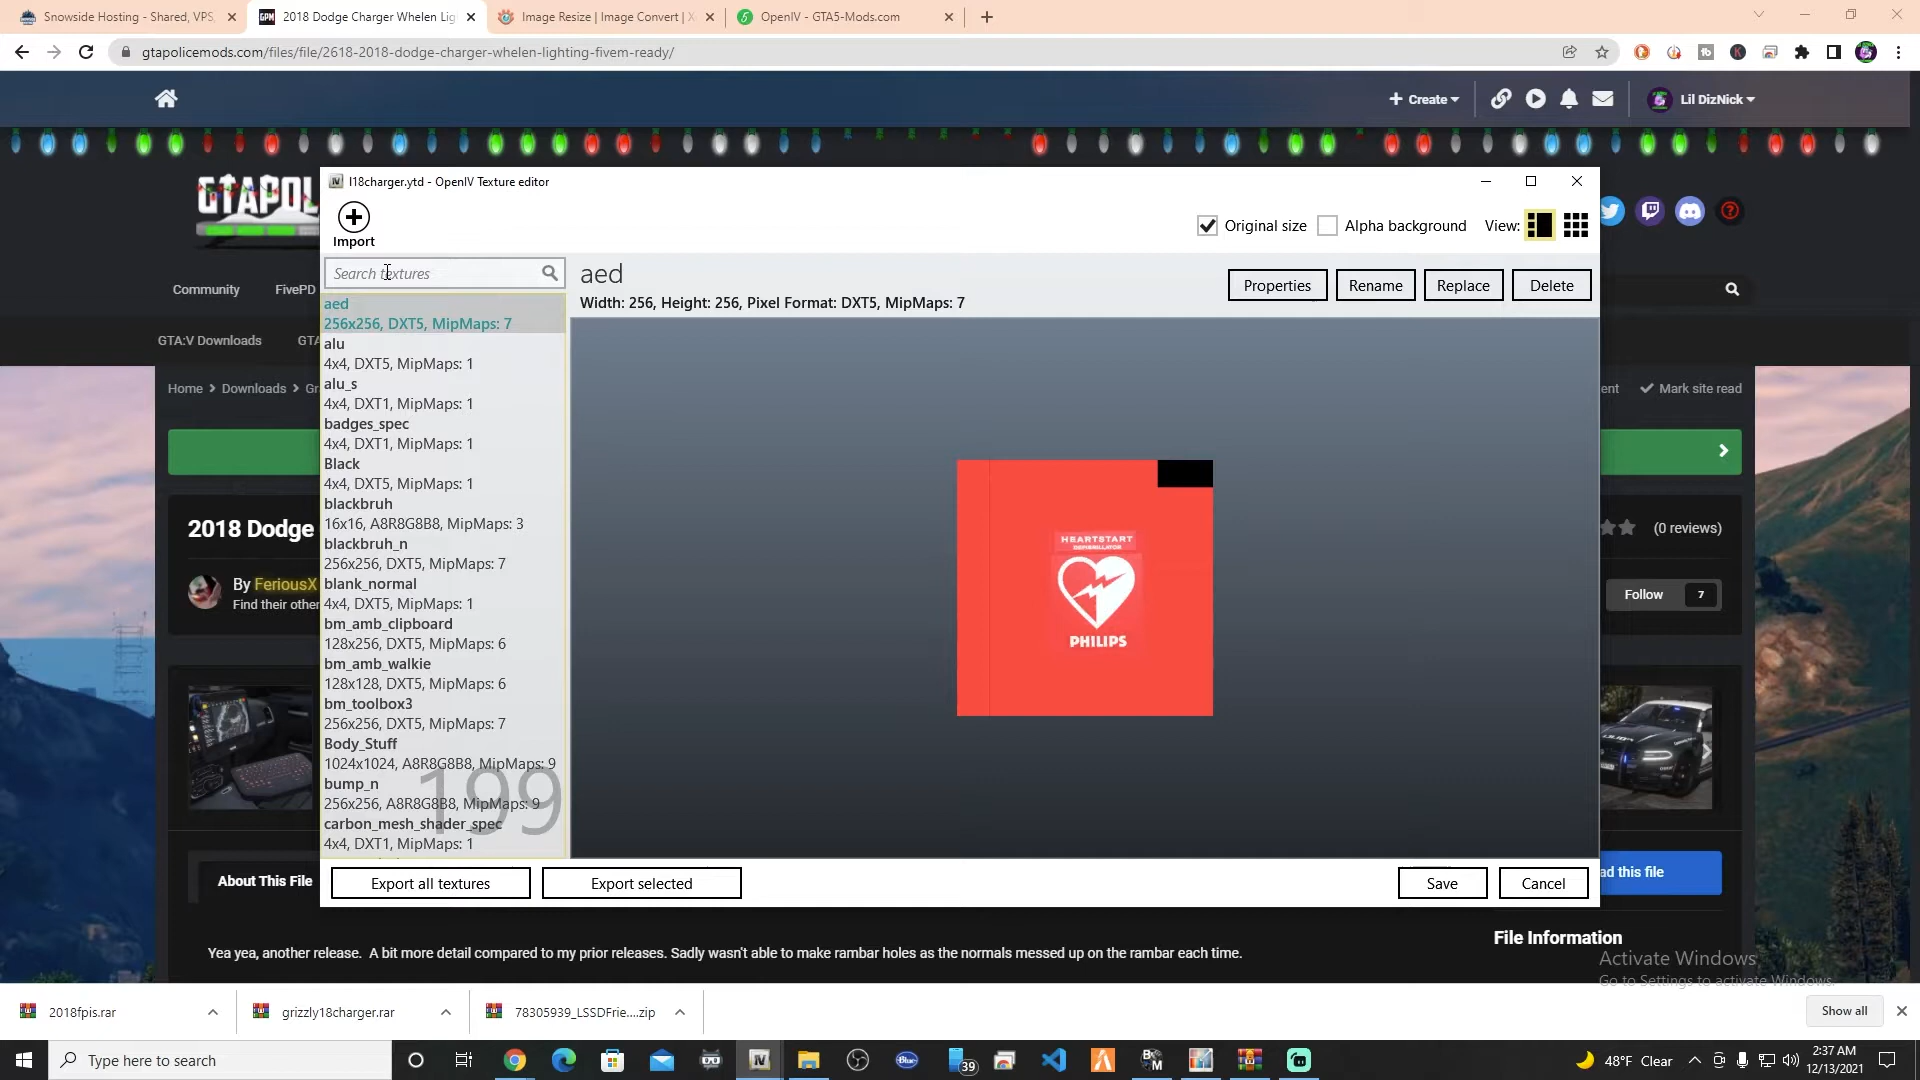 Snowside Hosting - Shared, VPS,
2018 Dodge Charger Whelen Lig
Image Resize | Image Convert | X
OpenIV - GTA5-Mods.com
gtapolicemods.com/files/file/2618-2018-dodge-charger-whelen-lighting-fivem-ready/
Create
Lil DizNick
GTAPOL
l18charger.ytd - OpenIV Texture editor
Import
Original size
Alpha background
View:
Search textures
aed
Width: 256, Height: 256, Pixel Format: DXT5, MipMaps: 7
Properties
Rename
Replace
Delete
Community
FivePD
GTA:V Downloads
GTA
Home > Downloads > Gr
ent
Mark site read
aed
256x256, DXT5, MipMaps: 7
alu
4x4, DXT5, MipMaps: 1
alu_s
4x4, DXT1, MipMaps: 1
badges_spec
4x4, DXT1, MipMaps: 1
Black
4x4, DXT5, MipMaps: 1
blackbruh
16x16, A8R8G8B8, MipMaps: 3
blackbruh_n
256x256, DXT5, MipMaps: 7
blank_normal
4x4, DXT5, MipMaps: 1
bm_amb_clipboard
128x256, DXT5, MipMaps: 6
bm_amb_walkie
128x128, DXT5, MipMaps: 6
bm_toolbox3
256x256, DXT5, MipMaps: 7
Body_Stuff
1024x1024, A8R8G8B8, MipMaps: 9
bump_n
256x256, A8R8G8B8, MipMaps: 9
carbon_mesh_shader_spec
4x4, DXT1, MipMaps: 1
199
HEARTSTART
DEFIBRILLATOR
PHILIPS
2018 Dodge
By FeriousX
Find their other
(0 reviews)
Follow
7
Export all textures
Export selected
Save
Cancel
About This File
ad this file
Yea yea, another release. A bit more detail compared to my prior releases. Sadly wasn't able to make rambar holes as the normals messed up on the rambar each time.
File Information
Activate Windows
Go to Settings to activate Windows.
2018fpis.rar
grizzly18charger.rar
78305939_LSSDFrie....zip
Show all
Type here to search
39
48°F Clear
2:37 AM
12/13/2021